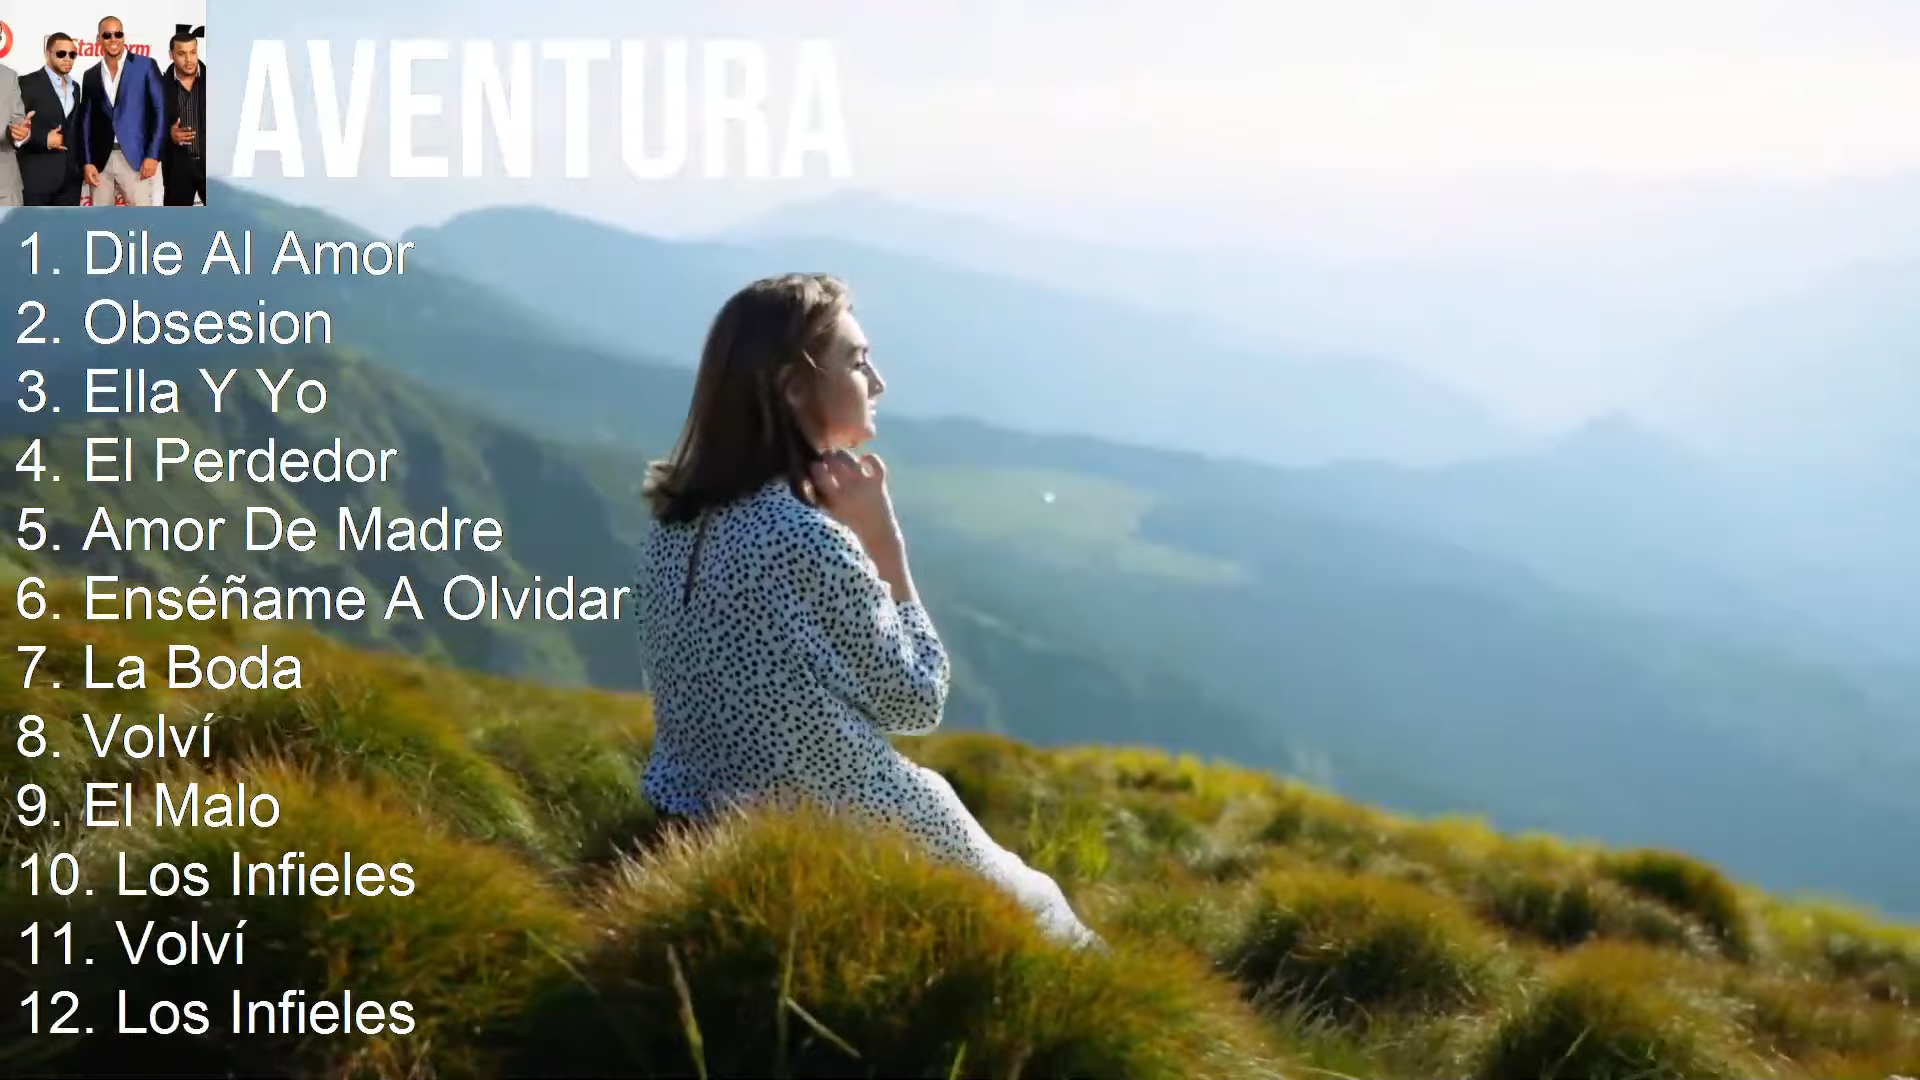 StateFarm
AVENTURA
1. Dile Al Amor
2. Obsesion
3. Ella Y Yo
4. El Perdedor
5. Amor De Madre
6. Enséñame A Olvidar
7. La Boda
8. Volví
9. El Malo
10. Los Infieles
11. Volví
12. Los Infieles